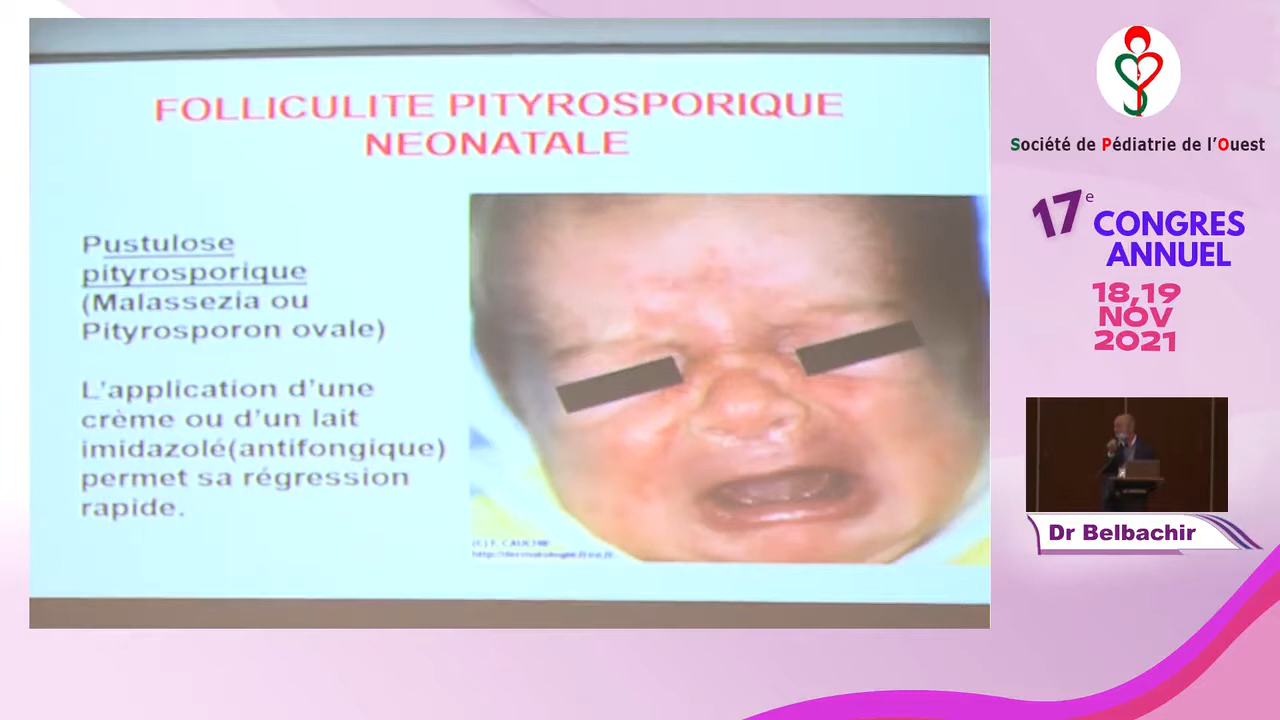 FOLLICULITE PITYROSPORIQUE
NEONATALE
Pustulose
pityrosporique
(Malassezia ou
Pityrosporon ovale)
L'application d'une
crème ou d'un lait
imidazolé(antifongique)
permet sa régression
rapide.
Société de Pédiatrie de l'Ouest
17e
CONGRES
ANNUEL
18,19
NOV
2021
Dr Belbachir